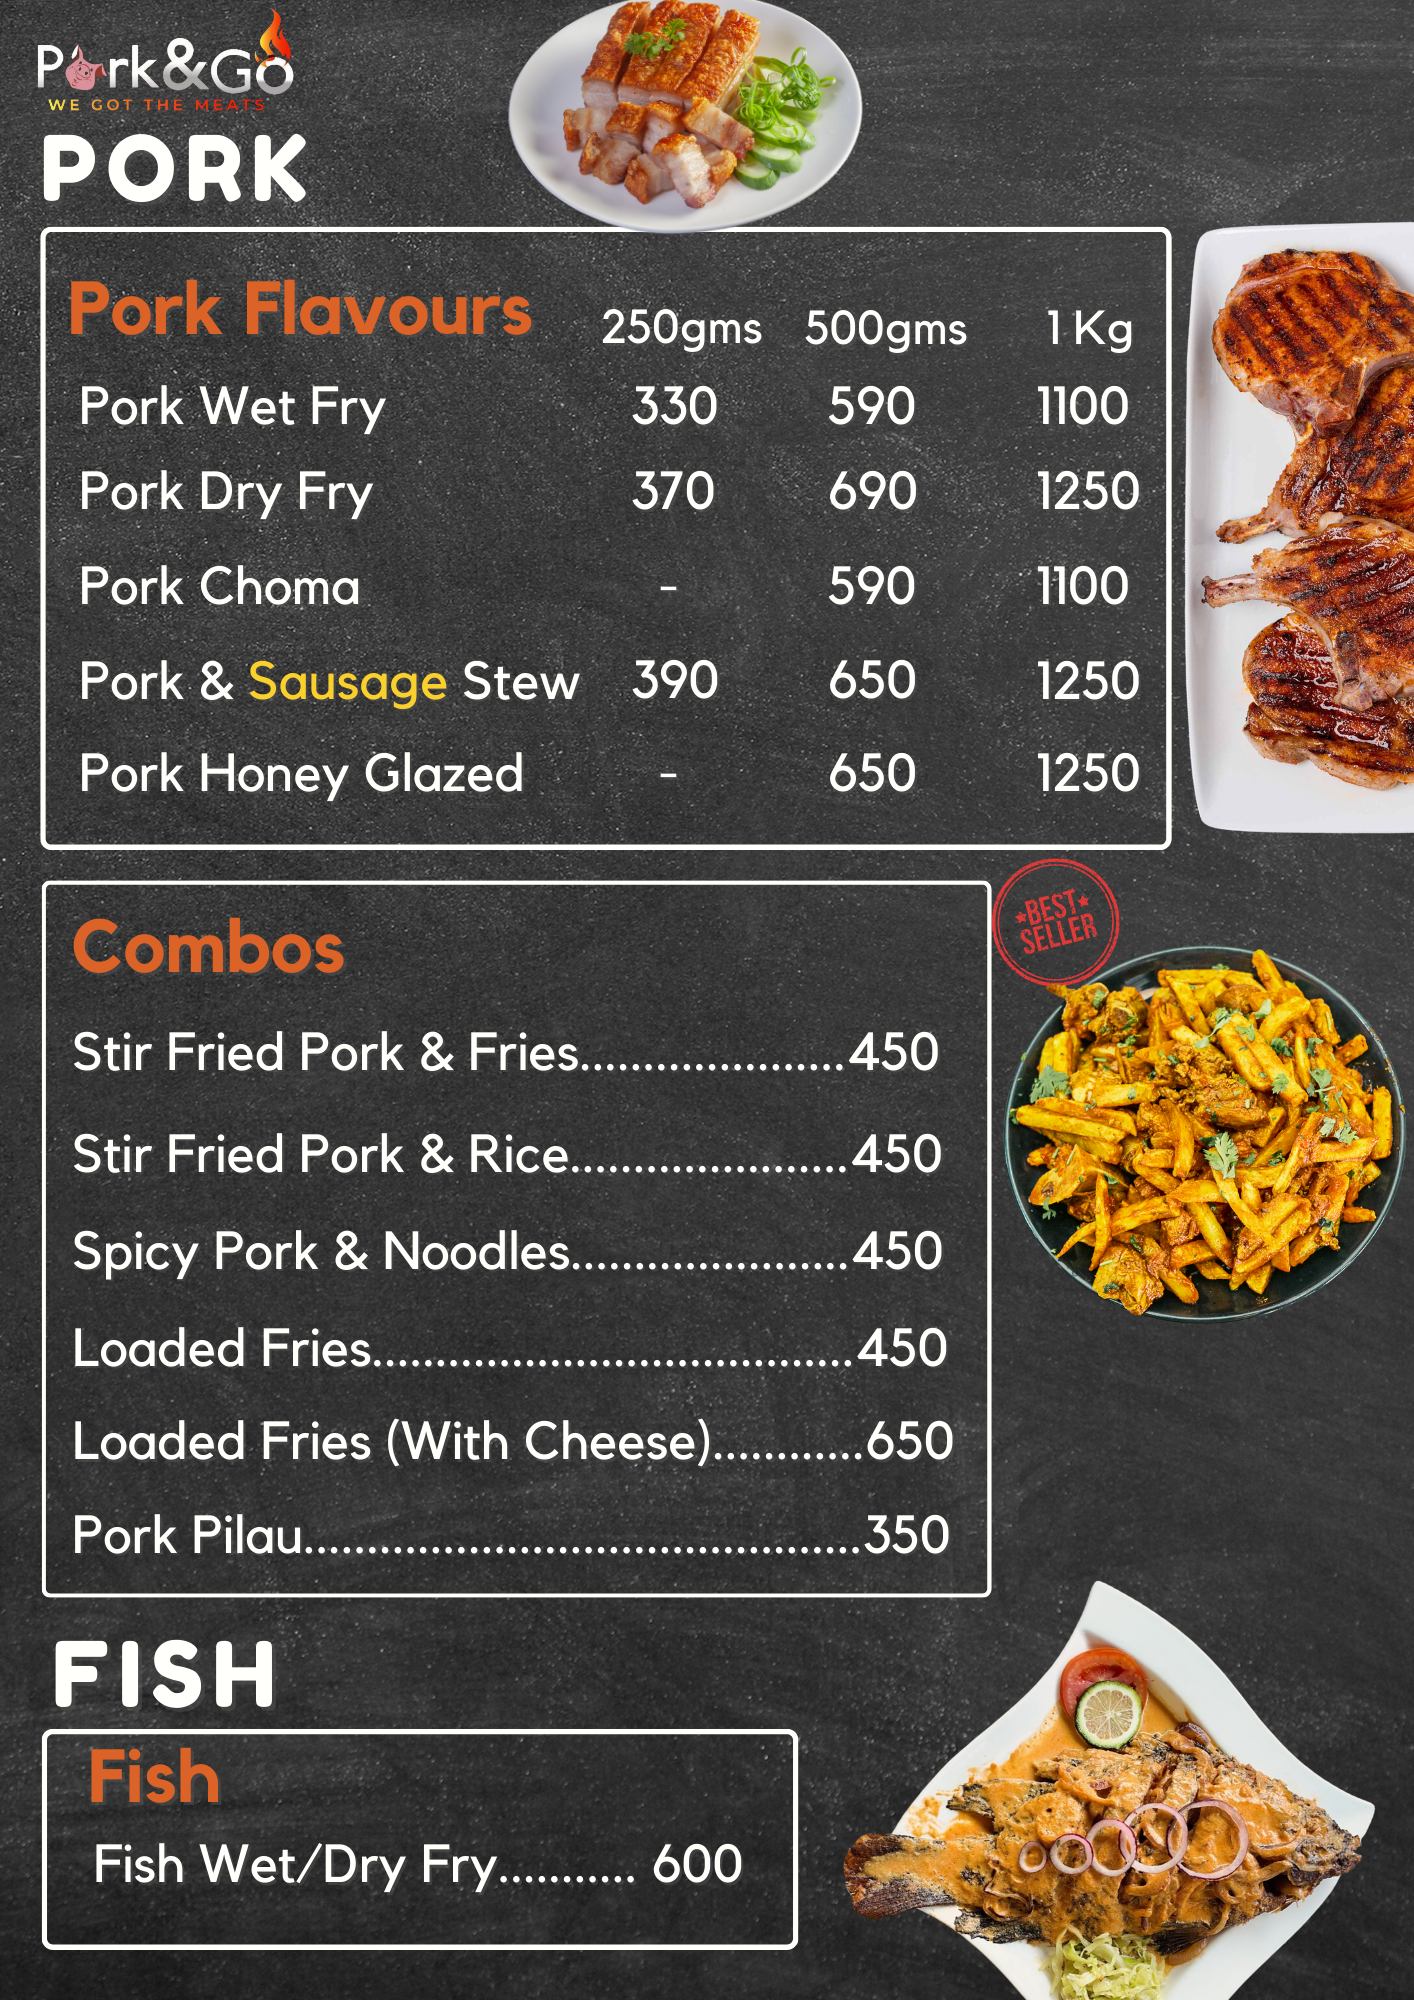 Pork&Go
WE GOT THE MEATS
PORK
Pork Flavours 250gms 500gms 1 Kg
Pork Wet Fry 330 590 1100
Pork Dry Fry 370 690 1250
Pork Choma - 590 1100
Pork & Sausage Stew 390 650 1250
Pork Honey Glazed - 650 1250
BEST
SELLER
Combos
Stir Fried Pork & Fries.....................450
Stir Fried Pork & Rice......................450
Spicy Pork & Noodles......................450
Loaded Fries......................................450
Loaded Fries (With Cheese)............650
Pork Pilau............................................350
FISH
Fish
Fish Wet/Dry Fry........... 600